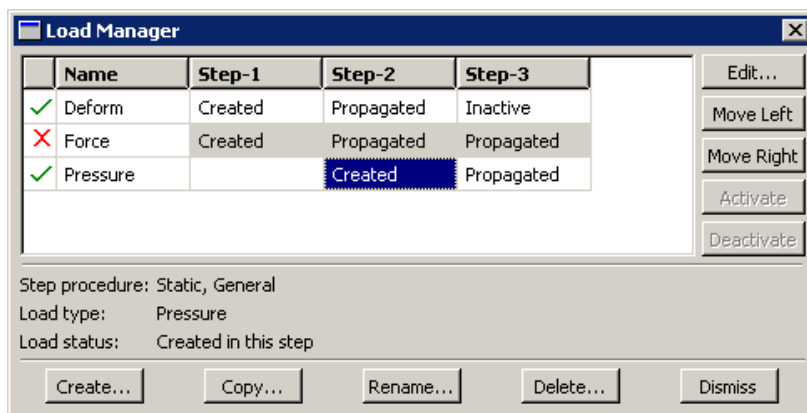 Load Manager
Name Step-1 Step-2 Step-3
Deform Created Propagated Inactive
Force Created Propagated Propagated
Pressure Created Propagated
Edit...
Move Left
Move Right
Activate
Deactivate
Step procedure: Static, General
Load type: Pressure
Load status: Created in this step
Create... Copy... Rename... Delete... Dismiss